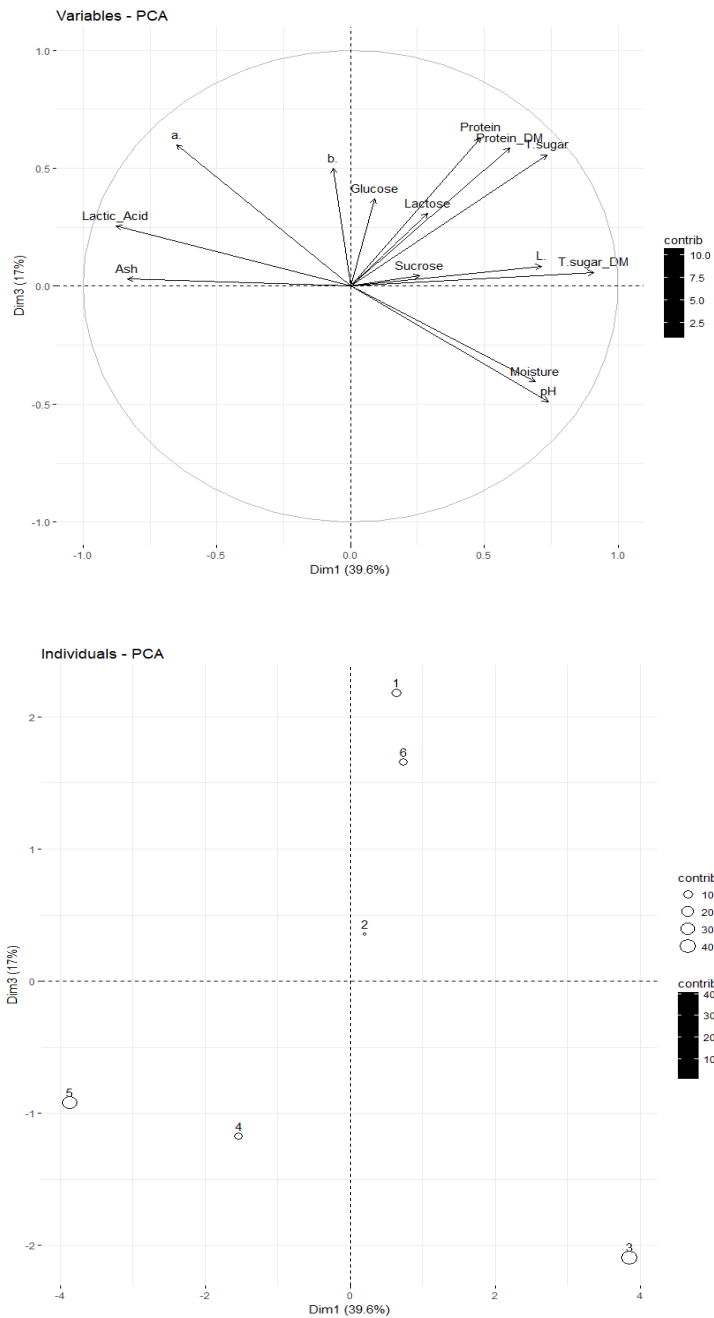 Variables - PCA
1.0
0.5
0.0
-0.5
-1.0
Dim3 (17%)
a.
b.
Protein
Protein_DM
T.sugar
Glucose
Lactose
Lactic_Acid
Ash
Sucrose
L.
T.sugar_DM
Moisture
pH
-1.0
-0.5
0.0
0.5
1.0
Dim1 (39.6%)
contrib
10.0
7.5
5.0
2.5
Individuals - PCA
2
1
0
-1
-2
Dim3 (17%)
1
6
2
5
4
3
-4
-2
0
2
4
Dim1 (39.6%)
contrib
10
20
30
40
contrib
40
30
20
10